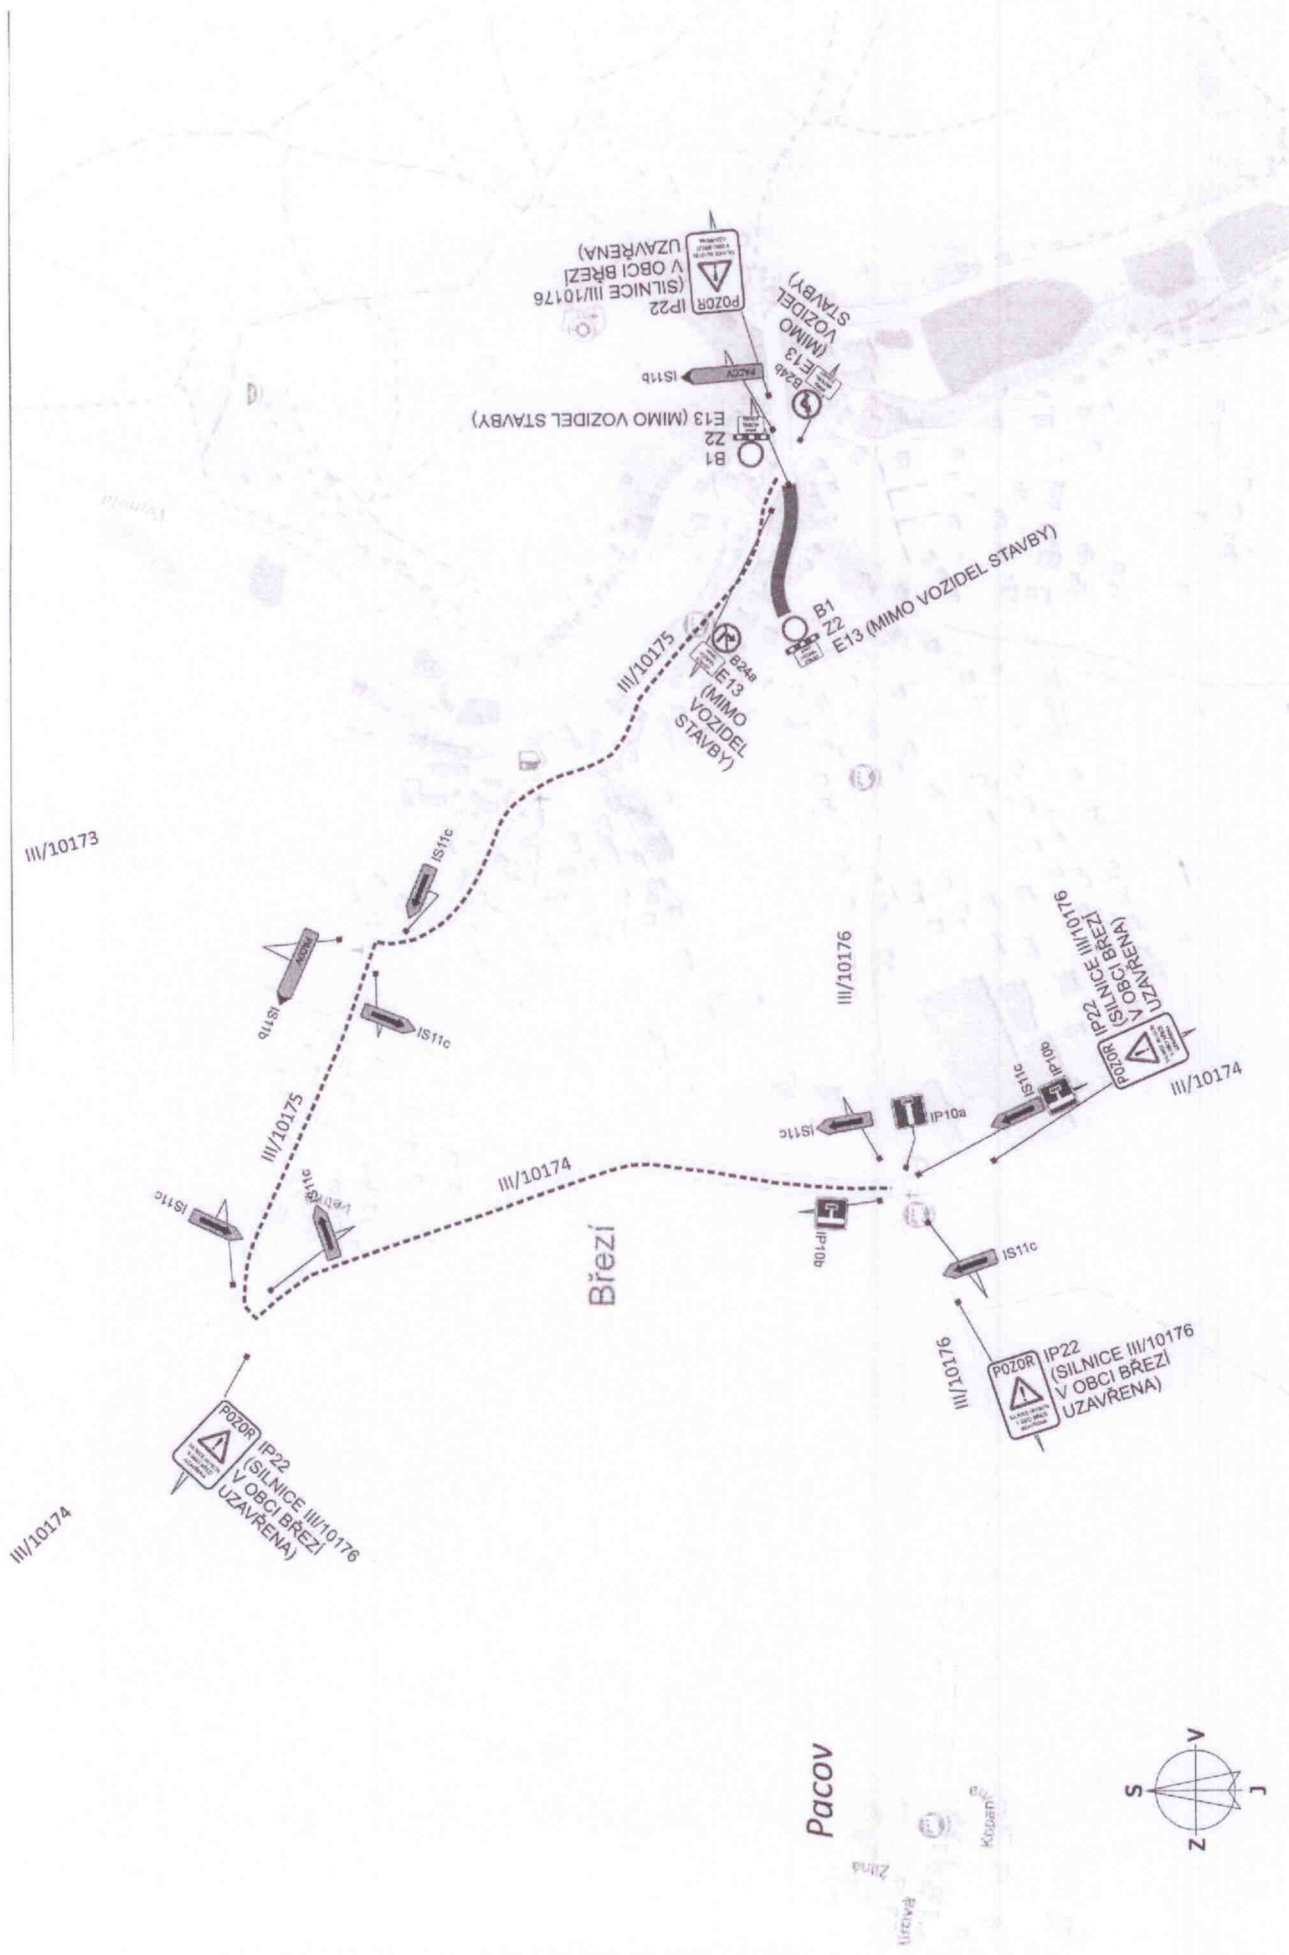 IP22
(SILNICE III/10176
V OBCI BŘEZÍ
UZAVŘENA)
POZOR
IS11b
PACOV
B24b
E13
(MIMO
VOZIDEL
STAVBY)
B1
Z2
E13 (MIMO VOZIDEL STAVBY)
III/10175
B24a
E13
(MIMO
VOZIDEL
STAVBY)
B1
Z2
E13 (MIMO VOZIDEL STAVBY)
III/10173
IS11c
PACOV
IS11b
IS11c
III/10176
III/10175
IS11c
IS11c
III/10174
Březí
IS11c
IP10a
IP10b
IS11c
IP10b
POZOR
IP22
(SILNICE III/10176
V OBCI BŘEZÍ
UZAVŘENA)
III/10174
IS11c
III/10176
POZOR
IP22
(SILNICE III/10176
V OBCI BŘEZÍ
UZAVŘENA)
POZOR
IP22
(SILNICE III/10176
V OBCI BŘEZÍ
UZAVŘENA)
III/10174
Pacov
Žitná
S
Z
V
J